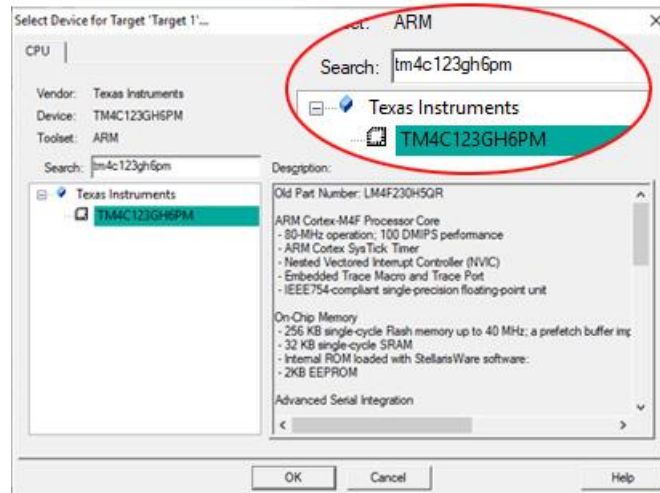 Select Device for Target 'Target 1'...
CPU
Vendor: Texas Instruments
Device: TM4C123GH6PM
Toolset: ARM
Search: tm4c123gh6pm
Texas Instruments
TM4C123GH6PM
ARM
Search: tm4c123gh6pm
Texas Instruments
TM4C123GH6PM
Description:
Old Part Number: LM4F230H5QR
ARM Cortex-M4F Processor Core
- 80-MHz operation; 100 DMIPS performance
- ARM Cortex SysTick Timer
- Nested Vectored Interrupt Controller (NVIC)
- Embedded Trace Macro and Trace Port
- IEEE754-compliant single-precision floating-point unit
On-Chip Memory
- 256 KB single-cycle Flash memory up to 40 MHz; a prefetch buffer
- 32 KB single-cycle SRAM
- Internal ROM loaded with StellarisWare software:
- 2KB EEPROM
Advanced Serial Integration
OK
Cancel
Help